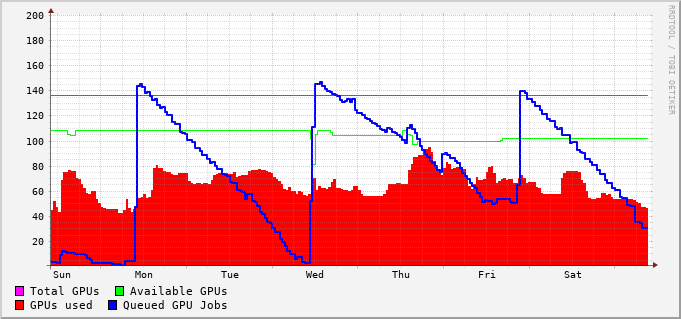 RRDTOOL / TOBI OETIKER
200
180
160
140
120
100
80
60
40
20
Sun Mon Tue Wed Thu Fri Sat
Total GPUs Available GPUs
GPUs used Queued GPU Jobs